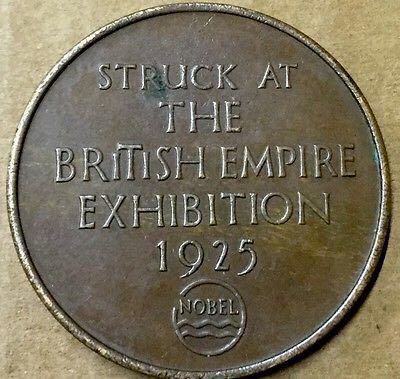 STRUCK AT
THE
BRITISH EMPIRE
EXHIBITION
1925
NOBEL